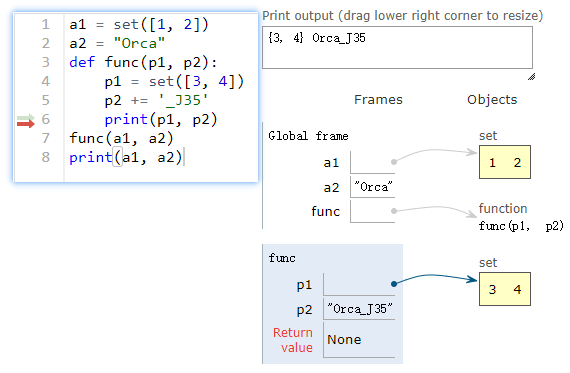 1 a1 = set([1, 2])
2 a2 = "Orca"
3 def func(p1, p2):
4     p1 = set([3, 4])
5     p2 += '_J35'
6     print(p1, p2)
7 func(a1, a2)
8 print(a1, a2)
Print output (drag lower right corner to resize)
{3, 4} Orca_J35
Frames Objects
Global frame
a1
a2 "Orca"
func
set
1 2
function
func(p1, p2)
func
p1
p2 "Orca_J35"
Return
value None
set
3 4